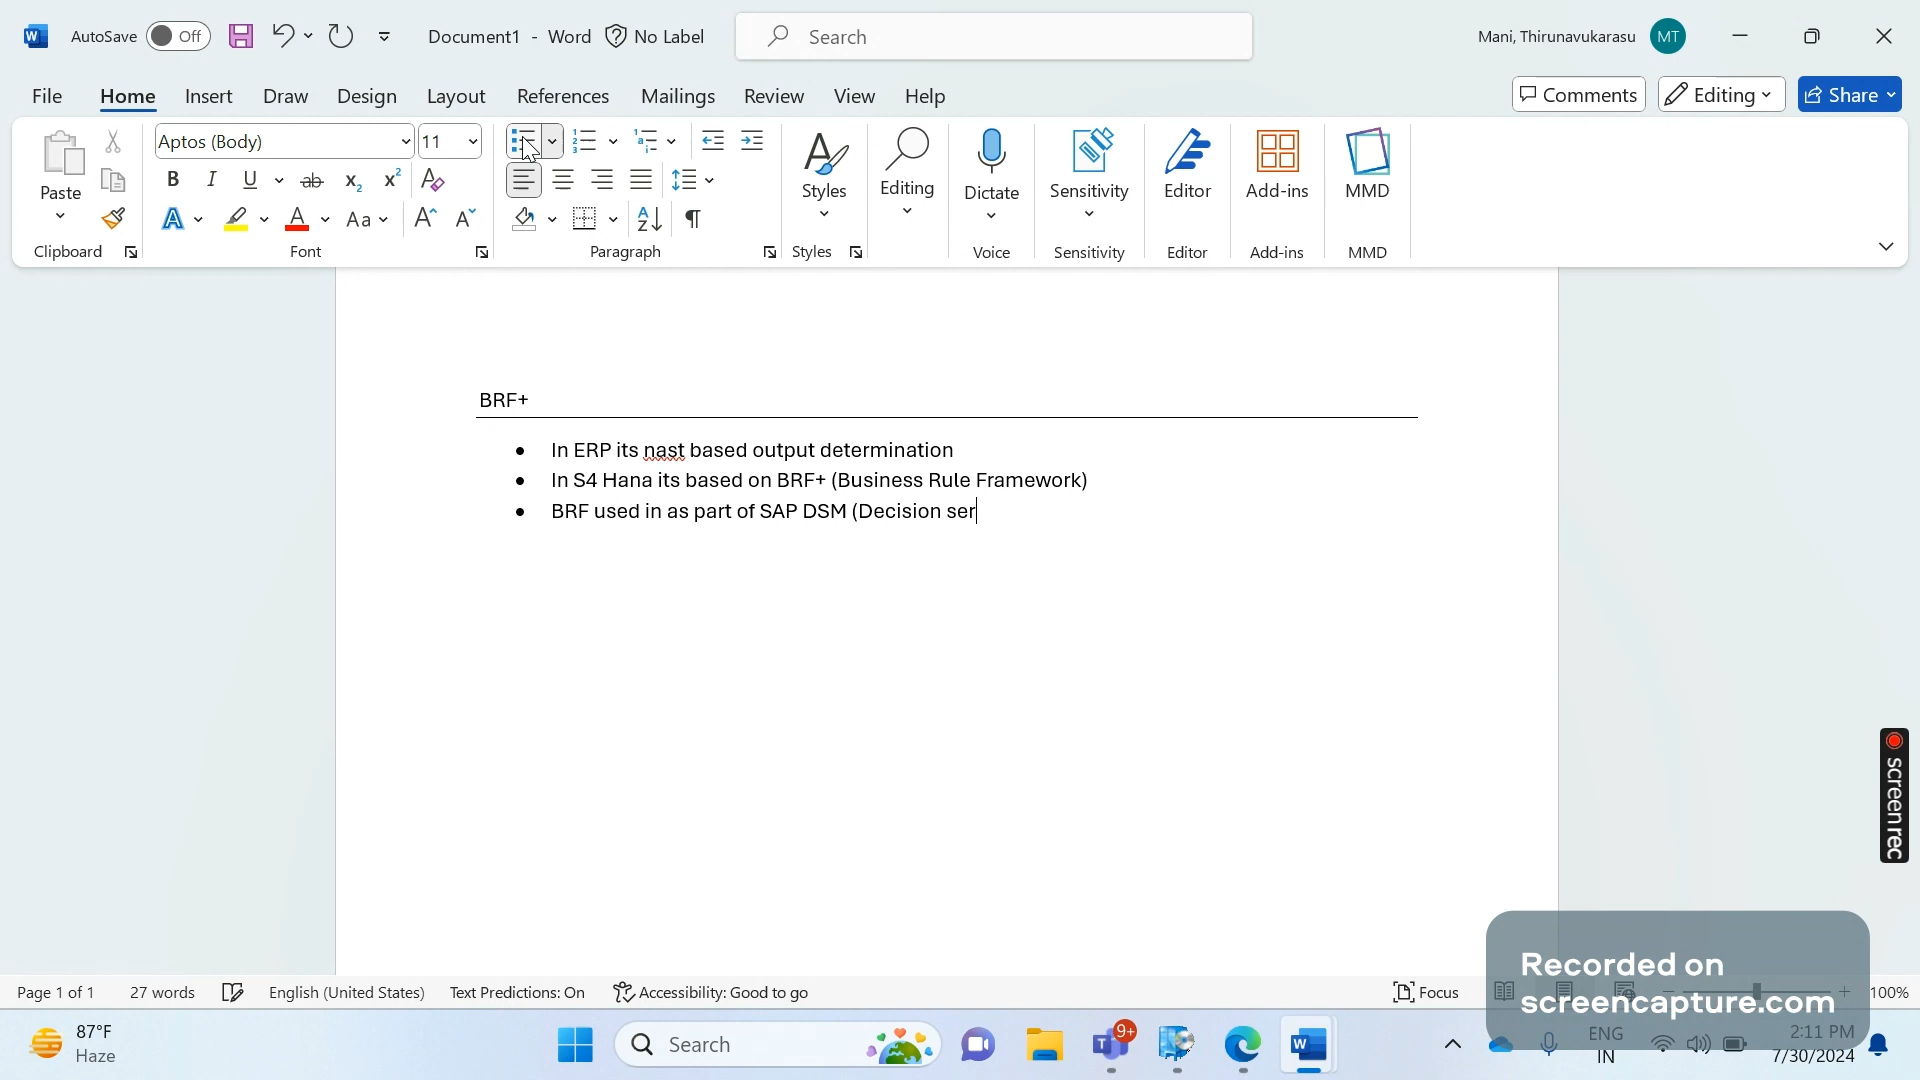 AutoSave Off Document1 - Word No Label Search Mani, Thirunavukarasu MT
File Home Insert Draw Design Layout References Mailings Review View Help Comments Editing Share
Paste Aptos (Body) 11 Styles Editing Dictate Sensitivity Editor Add-ins MMD
Clipboard Font Paragraph Styles Voice Sensitivity Editor Add-ins MMD
BRF+
• In ERP its nast based output determination
• In S4 Hana its based on BRF+ (Business Rule Framework)
• BRF used in as part of SAP DSM (Decision ser
screenrec
Recorded on
screencapture.com
Page 1 of 1 27 words English (United States) Text Predictions: On Accessibility: Good to go Focus 100%
87°F
Haze
Search
9+
ENG
IN
2:11 PM
7/30/2024